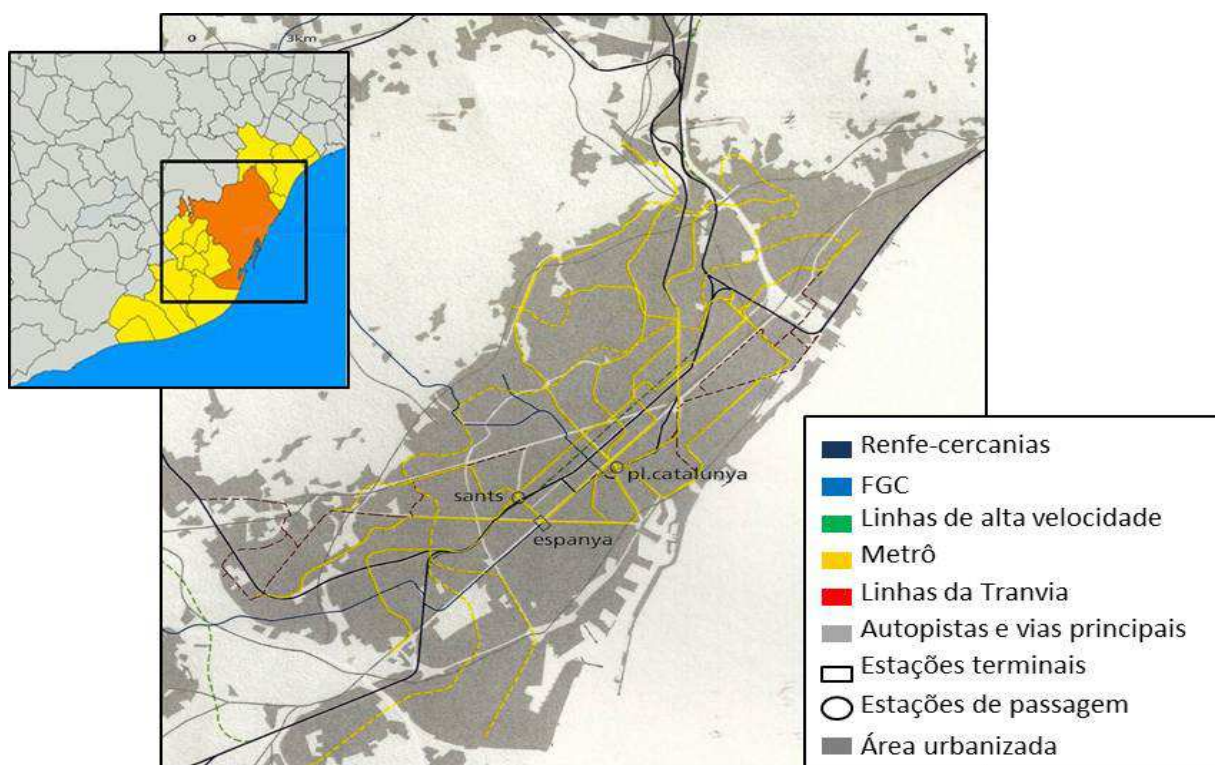 0 3km
pl.catalunya
sants
espanya
Renfe-cercanias
FGC
Linhas de alta velocidade
Metrô
Linhas da Tranvia
Autopistas e vias principais
Estações terminais
Estações de passagem
Área urbanizada